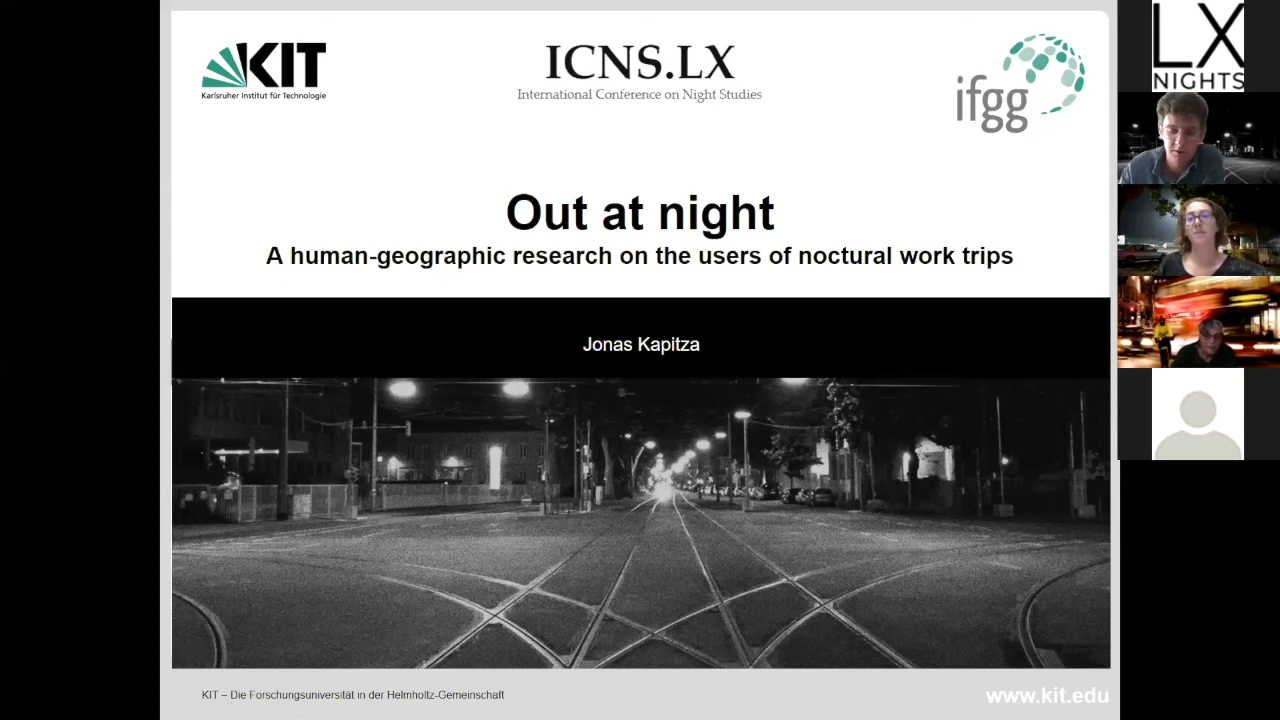 KIT
Karlsruher Institut für Technologie
ICNS.LX
International Conference on Night Studies
ifgg
LX
NIGHTS
Out at night
A human-geographic research on the users of noctural work trips
Jonas Kapitza
KIT – Die Forschungsuniversität in der Helmholtz-Gemeinschaft
www.kit.edu